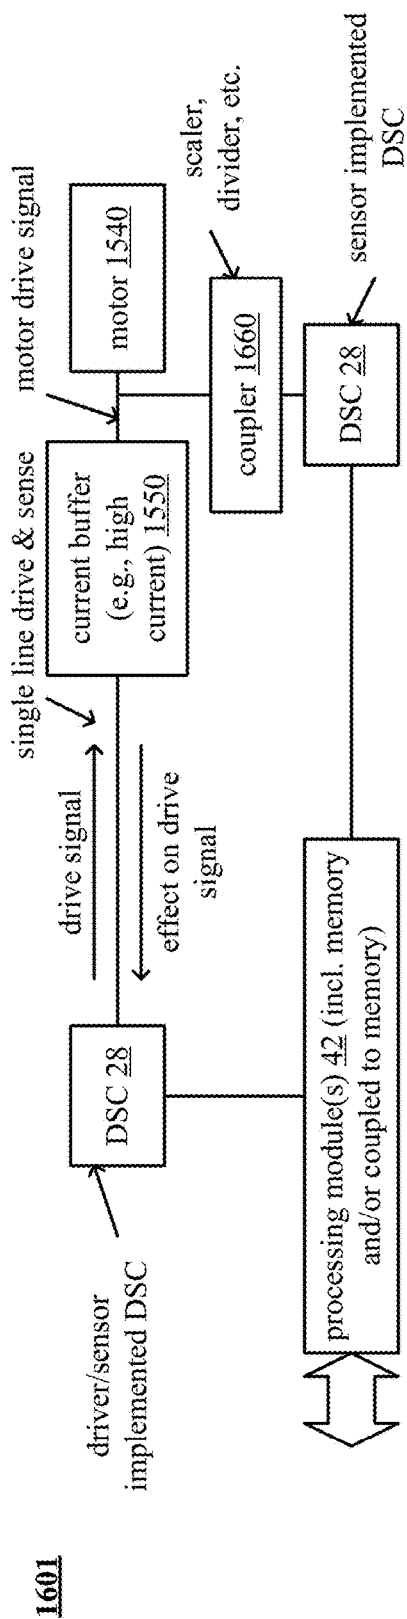 1601
single line drive & sense
motor drive signal
drive signal
effect on drive
signal
current buffer
(e.g., high
current) 1550
motor 1540
scaler,
divider, etc.
coupler 1660
DSC 28
driver/sensor
implemented DSC
DSC 28
sensor implemented
DSC
processing module(s) 42 (incl. memory
and/or coupled to memory)